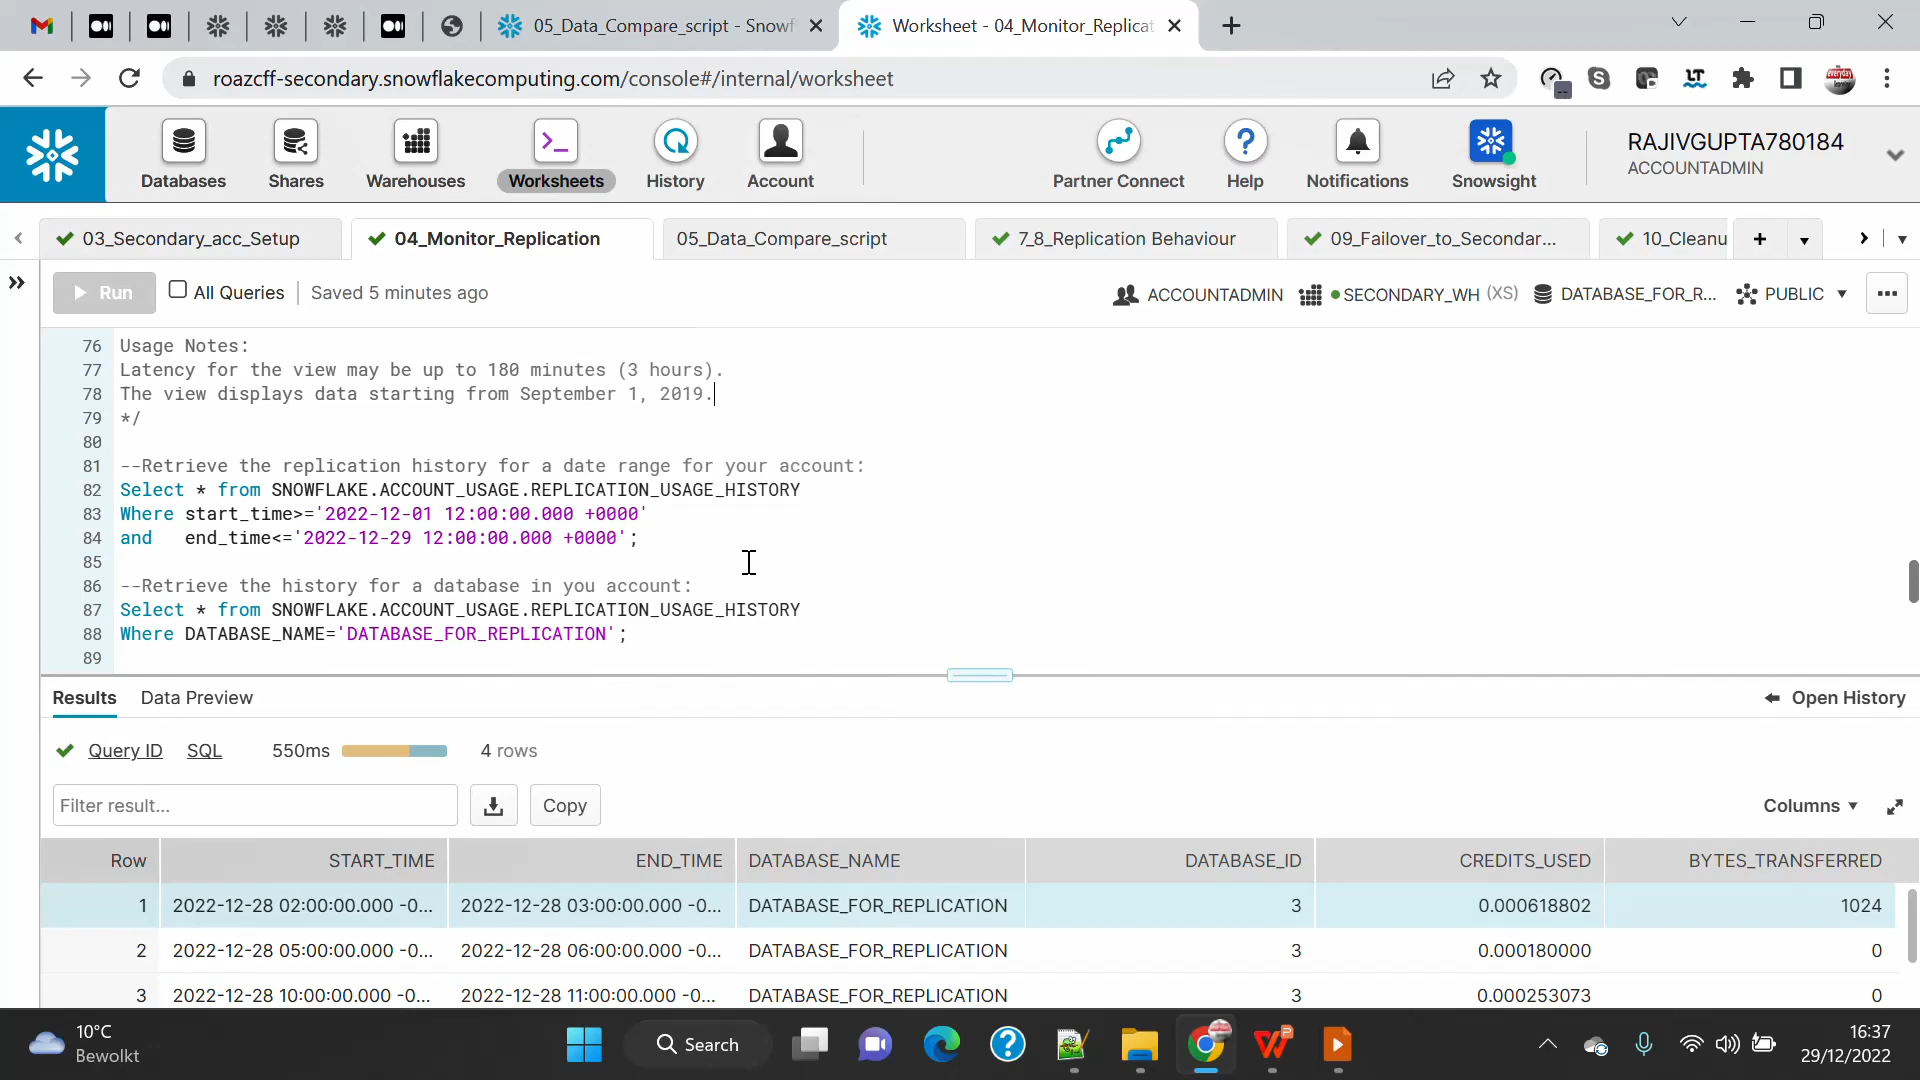 05_Data_Compare_script - Snowf
Worksheet - 04_Monitor_Replicat
roazcff-secondary.snowflakecomputing.com/console#/internal/worksheet
Databases
Shares
Warehouses
Worksheets
History
Account
Partner Connect
Help
Notifications
Snowsight
RAJIVGUPTA780184
ACCOUNTADMIN
03_Secondary_acc_Setup
04_Monitor_Replication
05_Data_Compare_script
7_8_Replication Behaviour
09_Failover_to_Secondar...
10_Cleanu
Run
All Queries
Saved 5 minutes ago
ACCOUNTADMIN
SECONDARY_WH (XS)
DATABASE_FOR_R...
PUBLIC
76 Usage Notes:
77 Latency for the view may be up to 180 minutes (3 hours).
78 The view displays data starting from September 1, 2019.
79 */
80
81 --Retrieve the replication history for a date range for your account:
82 Select * from SNOWFLAKE.ACCOUNT_USAGE.REPLICATION_USAGE_HISTORY
83 Where start_time>='2022-12-01 12:00:00.000 +0000'
84 and   end_time<='2022-12-29 12:00:00.000 +0000';
85
86 --Retrieve the history for a database in you account:
87 Select * from SNOWFLAKE.ACCOUNT_USAGE.REPLICATION_USAGE_HISTORY
88 Where DATABASE_NAME='DATABASE_FOR_REPLICATION';
89
Results Data Preview
Open History
Query ID SQL 550ms 4 rows
Filter result...
Copy
Columns
Row START_TIME END_TIME DATABASE_NAME DATABASE_ID CREDITS_USED BYTES_TRANSFERRED
1 2022-12-28 02:00:00.000 -0... 2022-12-28 03:00:00.000 -0... DATABASE_FOR_REPLICATION 3 0.000618802 1024
2 2022-12-28 05:00:00.000 -0... 2022-12-28 06:00:00.000 -0... DATABASE_FOR_REPLICATION 3 0.000180000 0
3 2022-12-28 10:00:00.000 -0... 2022-12-28 11:00:00.000 -0... DATABASE_FOR_REPLICATION 3 0.000253073 0
10°C
Bewolkt
Search
16:37
29/12/2022